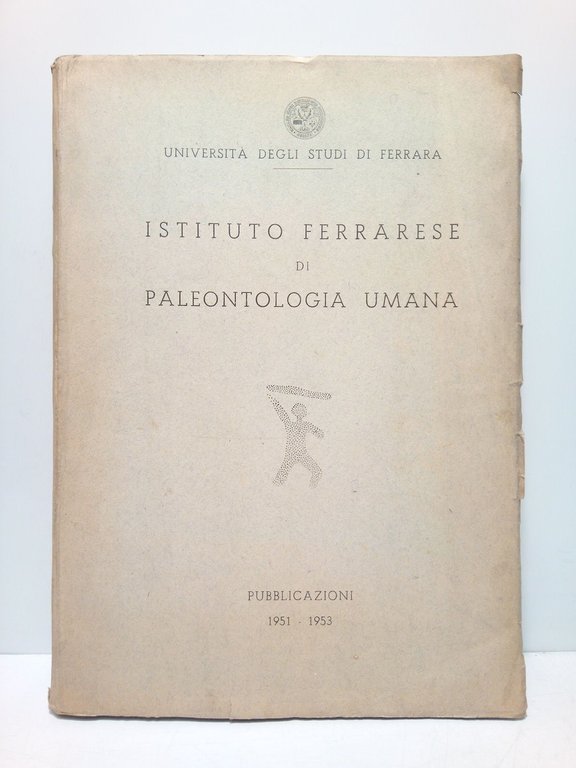 UNIVERSITÀ DEGLI STUDI DI FERRARA
ISTITUTO FERRARESE
DI
PALEONTOLOGIA UMANA
PUBBLICAZIONI
1951 - 1953